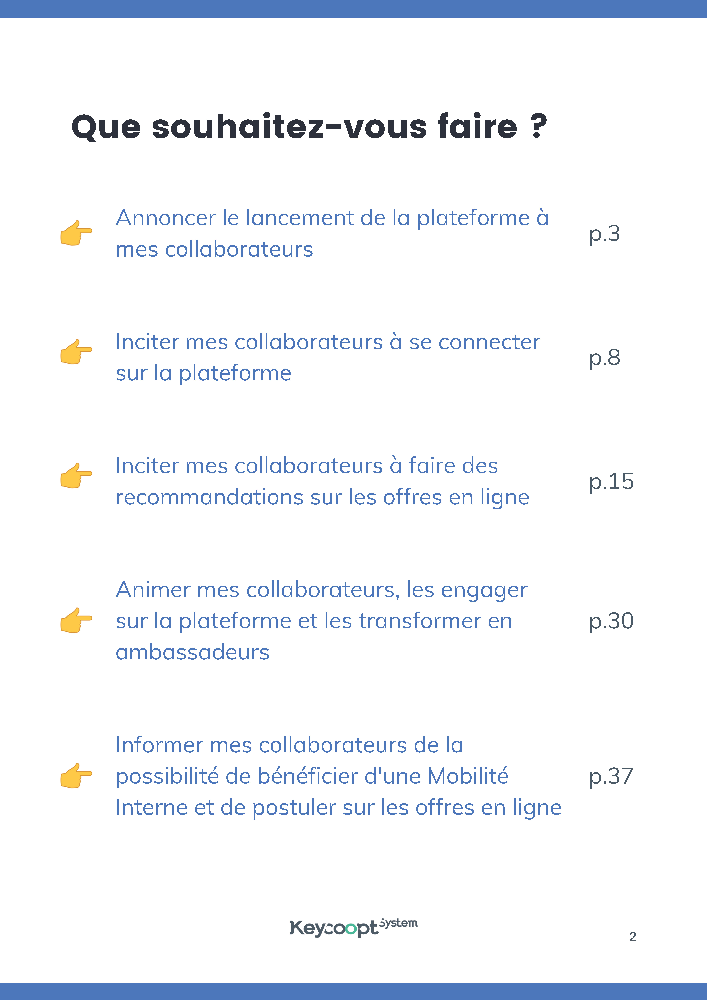 Que souhaitez-vous faire ?
Annoncer le lancement de la plateforme à
mes collaborateurs
p.3
Inciter mes collaborateurs à se connecter
sur la plateforme
p.8
Inciter mes collaborateurs à faire des
recommandations sur les offres en ligne
p.15
Animer mes collaborateurs, les engager
sur la plateforme et les transformer en
ambassadeurs
p.30
Informer mes collaborateurs de la
possibilité de bénéficier d'une Mobilité
Interne et de postuler sur les offres en ligne
p.37
Keycoopt System
2